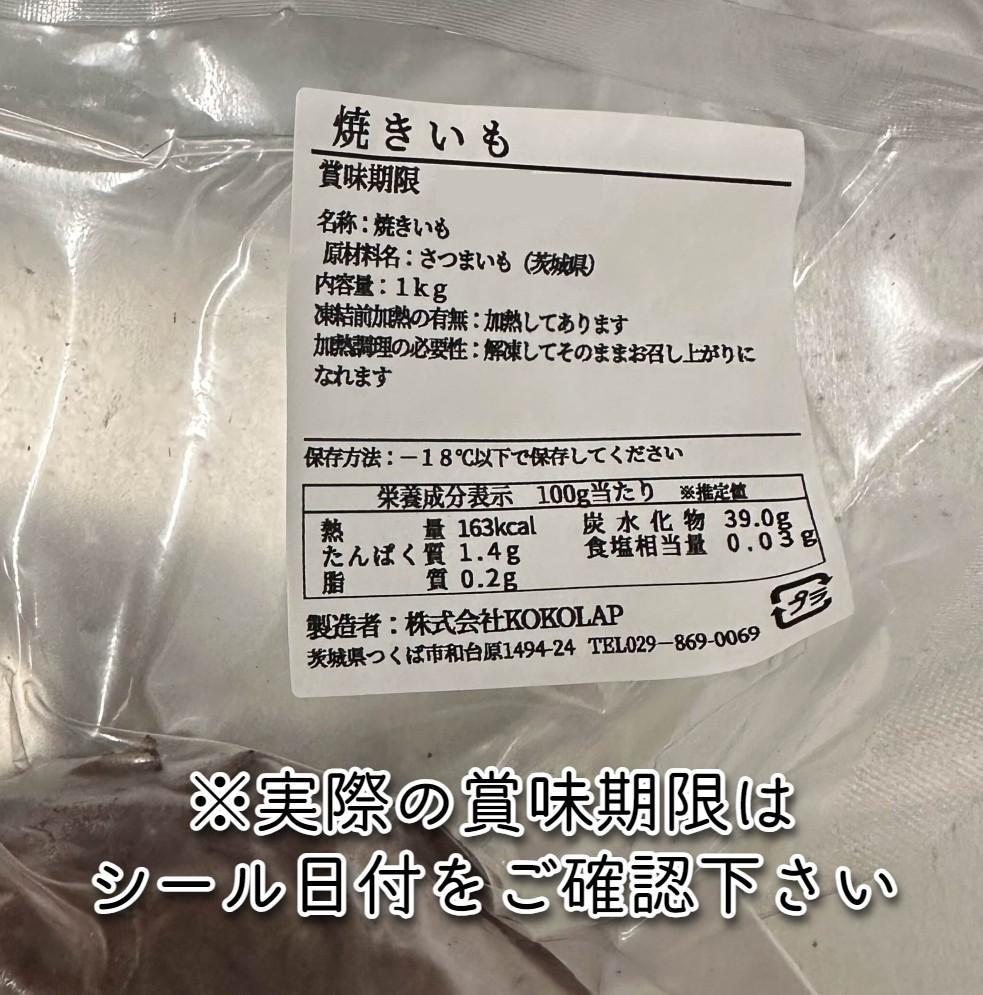 焼きいも
賞味期限
名称：焼きいも
原材料名：さつまいも（茨城県）
内容量：1kg
凍結前加熱の有無：加熱してあります
加熱調理の必要性：解凍してそのままお召し上がりに
なれます
保存方法：－18℃以下で保存してください
栄養成分表示 100g当たり ※推定値
熱量 163kcal 炭水化物 39.0g
たんぱく質 1.4g 食塩相当量 0.03g
脂質 0.2g
プラ
製造者：株式会社KOKOLAP
茨城県つくば市和台原1494-24 TEL029－869-0069
※実際の賞味期限は
シール日付をご確認下さい